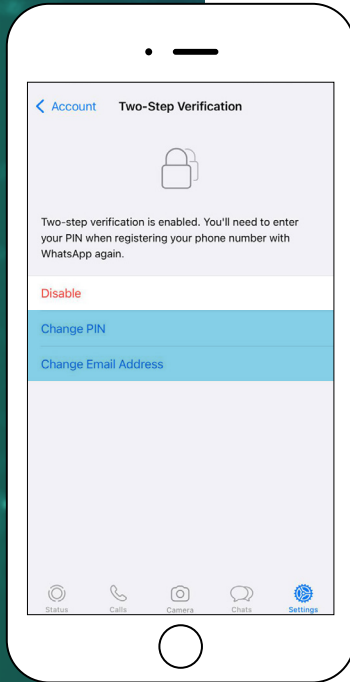 Account
Two-Step Verification
Two-step verification is enabled. You'll need to enter
your PIN when registering your phone number with
WhatsApp again.
Disable
Change PIN
Change Email Address
Status
Calls
Camera
Chats
Settings